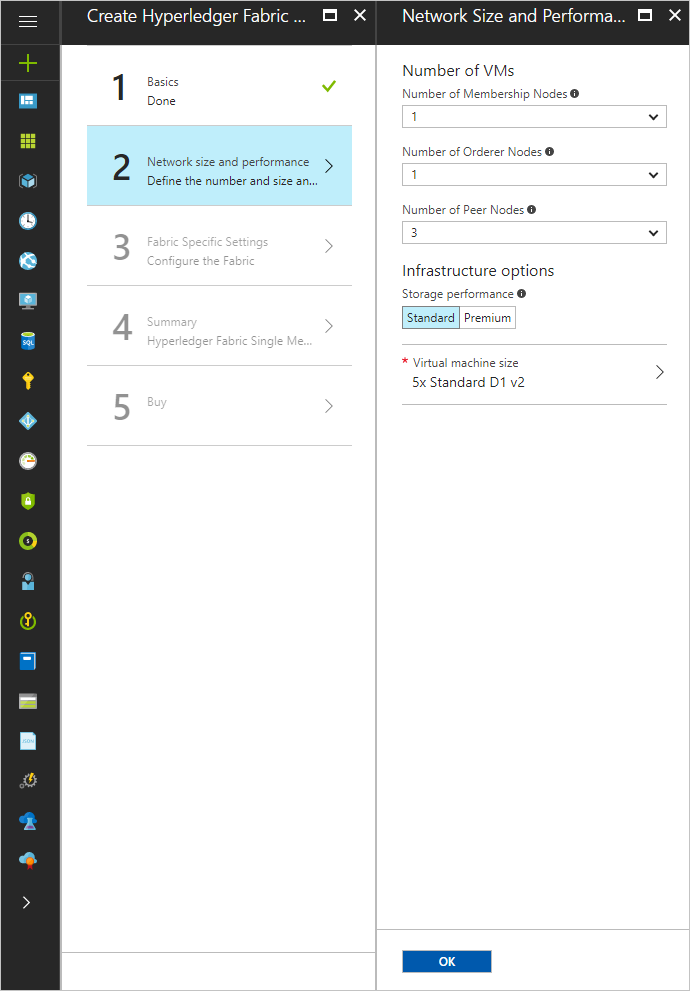 Create Hyperledger Fabric ...
1
Basics
Done
2
Network size and performance
Define the number and size an...
3
Fabric Specific Settings
Configure the Fabric
4
Summary
Hyperledger Fabric Single Me...
5
Buy
Network Size and Performa...
Number of VMs
Number of Membership Nodes
1
Number of Orderer Nodes
1
Number of Peer Nodes
3
Infrastructure options
Storage performance
Standard Premium
* Virtual machine size
5x Standard D1 v2
OK
SQL